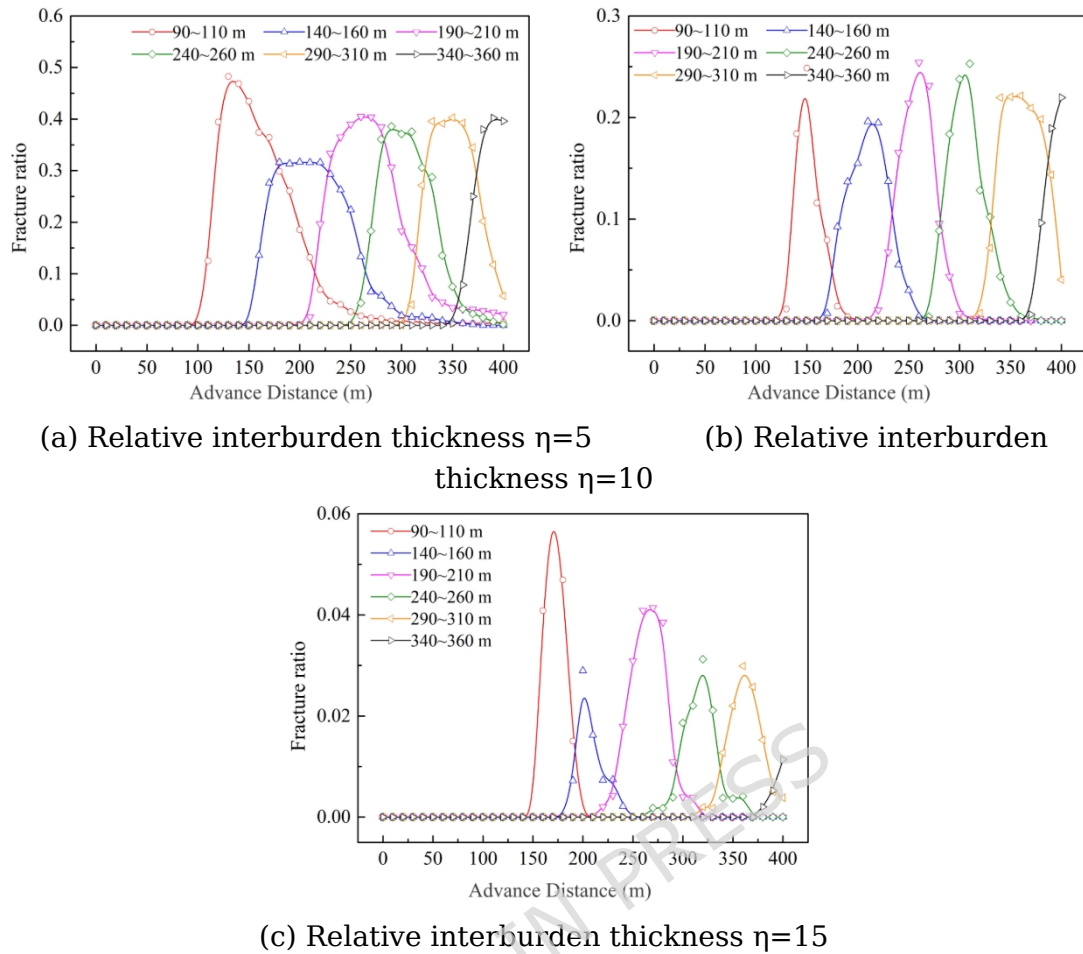 0.6
90~110 m 140~160 m 190~210 m
240~260 m 290~310 m 340~360 m
0.5
0.4
0.3
0.2
0.1
0.0
Fracture ratio
0 50 100 150 200 250 300 350 400
Advance Distance (m)
0.3
90~110 m 140~160 m
190~210 m 240~260 m
290~310 m 340~360 m
0.2
0.1
0.0
Fracture ratio
0 50 100 150 200 250 300 350 400
Advance Distance (m)
(a) Relative interburden thickness η=5 (b) Relative interburden
thickness η=10
0.06
90~110 m
140~160 m
190~210 m
240~260 m
290~310 m
340~360 m
0.04
0.02
0.00
Fracture ratio
0 50 100 150 200 250 300 350 400
Advance Distance (m)
IN PRESS
(c) Relative interburden thickness η=15